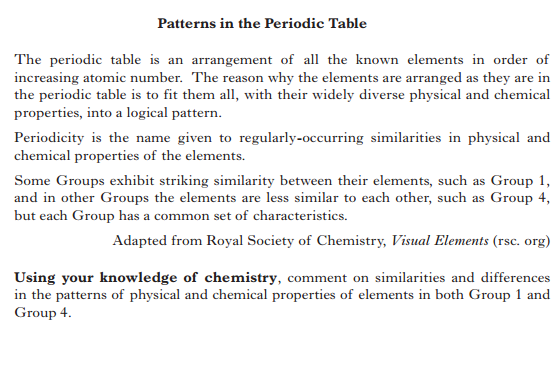 Patterns in the Periodic Table
The periodic table is an arrangement of all the known elements in order of
increasing atomic number. The reason why the elements are arranged as they are in
the periodic table is to fit them all, with their widely diverse physical and chemical
properties, into a logical pattern.
Periodicity is the name given to regularly-occurring similarities in physical and
chemical properties of the elements.
Some Groups exhibit striking similarity between their elements, such as Group 1,
and in other Groups the elements are less similar to each other, such as Group 4,
but each Group has a common set of characteristics.
Adapted from Royal Society of Chemistry, Visual Elements (rsc. org)
Using your knowledge of chemistry, comment on similarities and differences
in the patterns of physical and chemical properties of elements in both Group 1 and
Group 4.